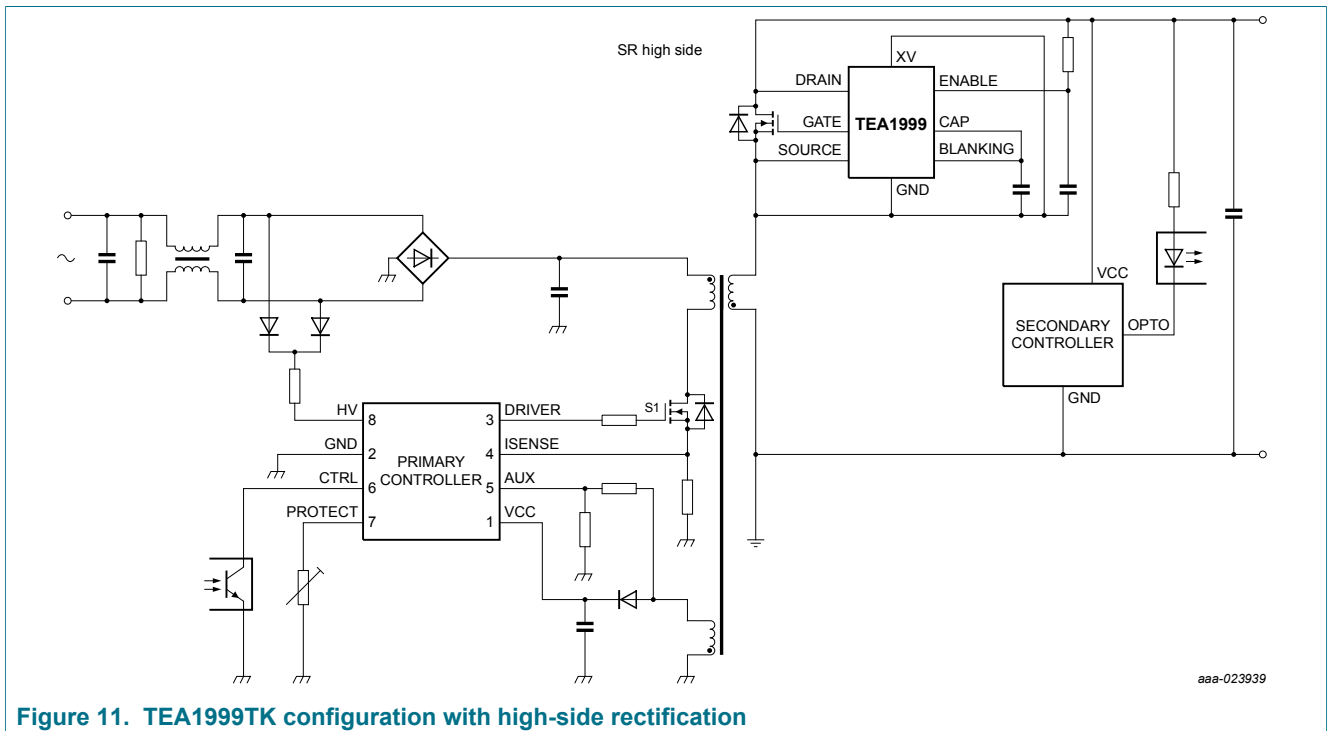 SR high side
XV
DRAIN
ENABLE
GATE
TEA1999
CAP
SOURCE
BLANKING
GND
VCC
SECONDARY
CONTROLLER
OPTO
GND
HV
8
3
DRIVER
S1
GND
2
4
ISENSE
PRIMARY
CONTROLLER
CTRL
6
5
AUX
PROTECT
7
1
VCC
aaa-023939
Figure 11. TEA1999TK configuration with high-side rectification